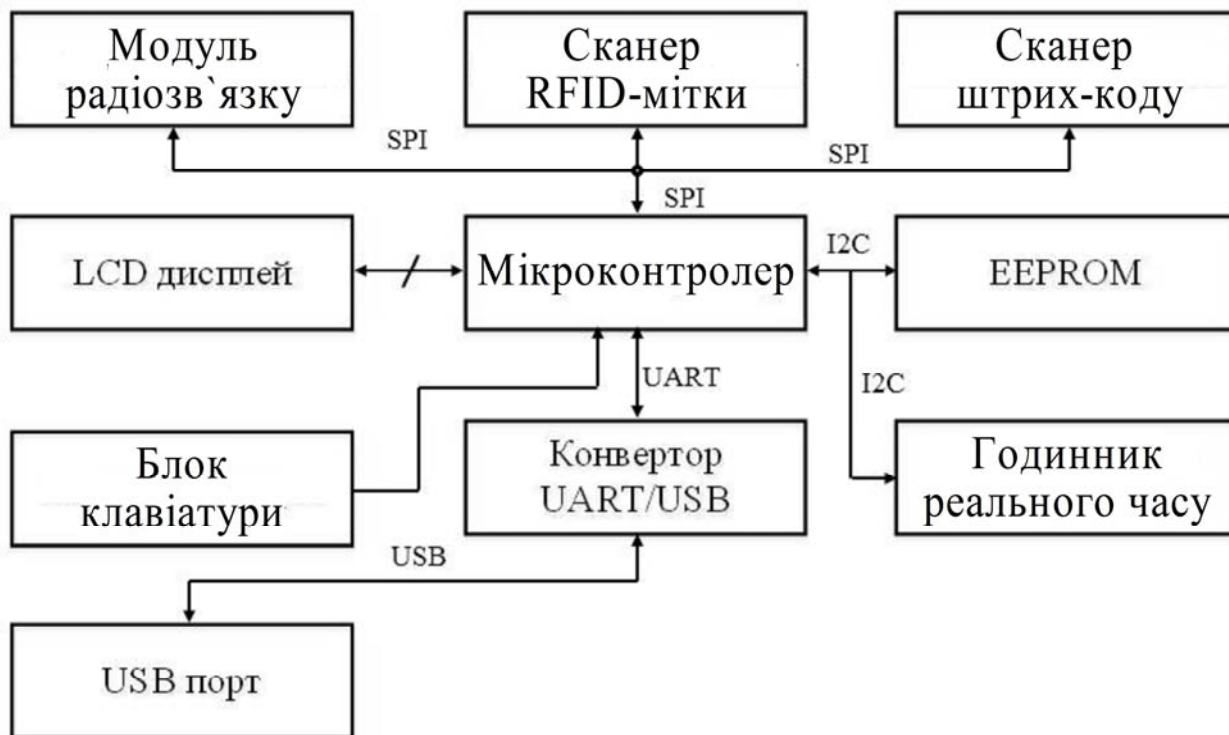 Модуль
радіозв`язку
Сканер
RFID-мітки
Сканер
штрих-коду
SPI
SPI
SPI
LCD дисплей
Мікроконтролер
I2C
EEPROM
UART
I2C
Блок
клавіатури
Конвертор
UART/USB
Годинник
реального часу
USB
USB порт